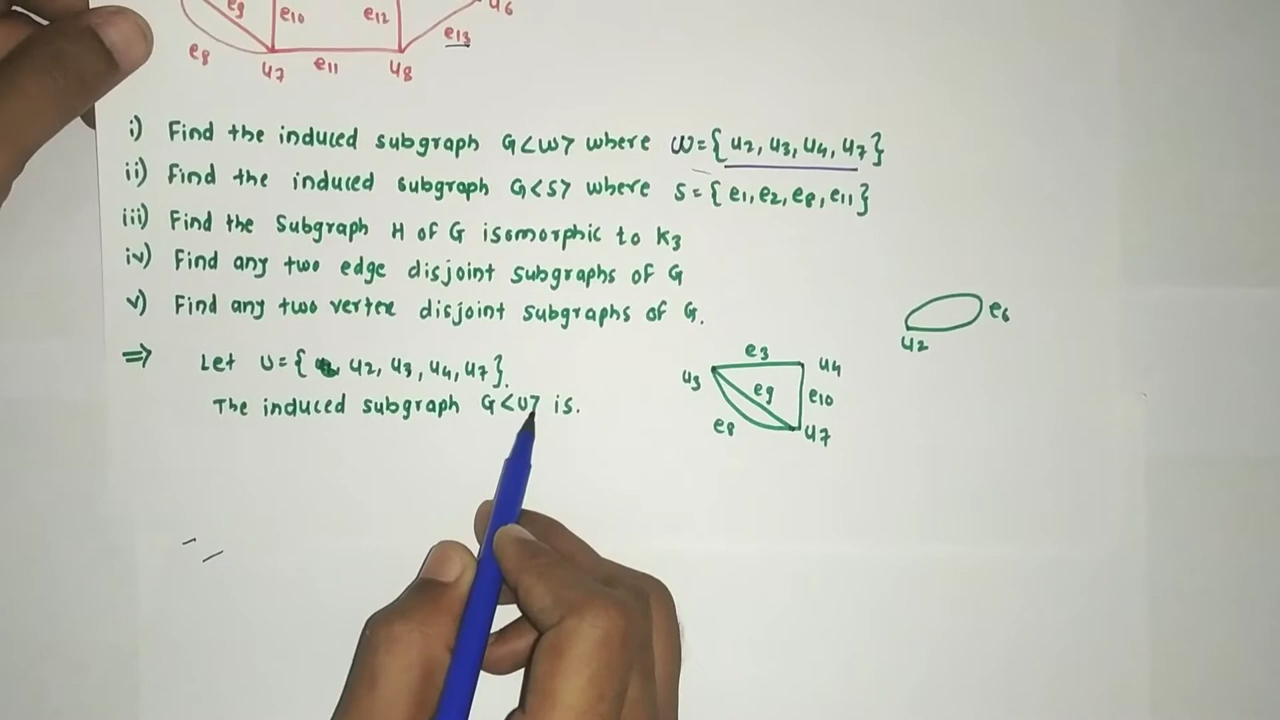 e9 e10 e12 u6
e13
e8 u7 e11 u8
i) Find the induced subgraph G<W> where W={u2, u3, u4, u7}
ii) Find the induced subgraph G<S> where S={e1, e2, e8, e11}
iii) Find the Subgraph H of G isomorphic to K3
iv) Find any two edge disjoint subgraphs of G
v) Find any two vertex disjoint subgraphs of G.
⇒ Let U={ u2, u3, u4, u7}.
The induced subgraph G<U> is.
e3
u3 u4
e9 e10
e8 u7
e6
u2